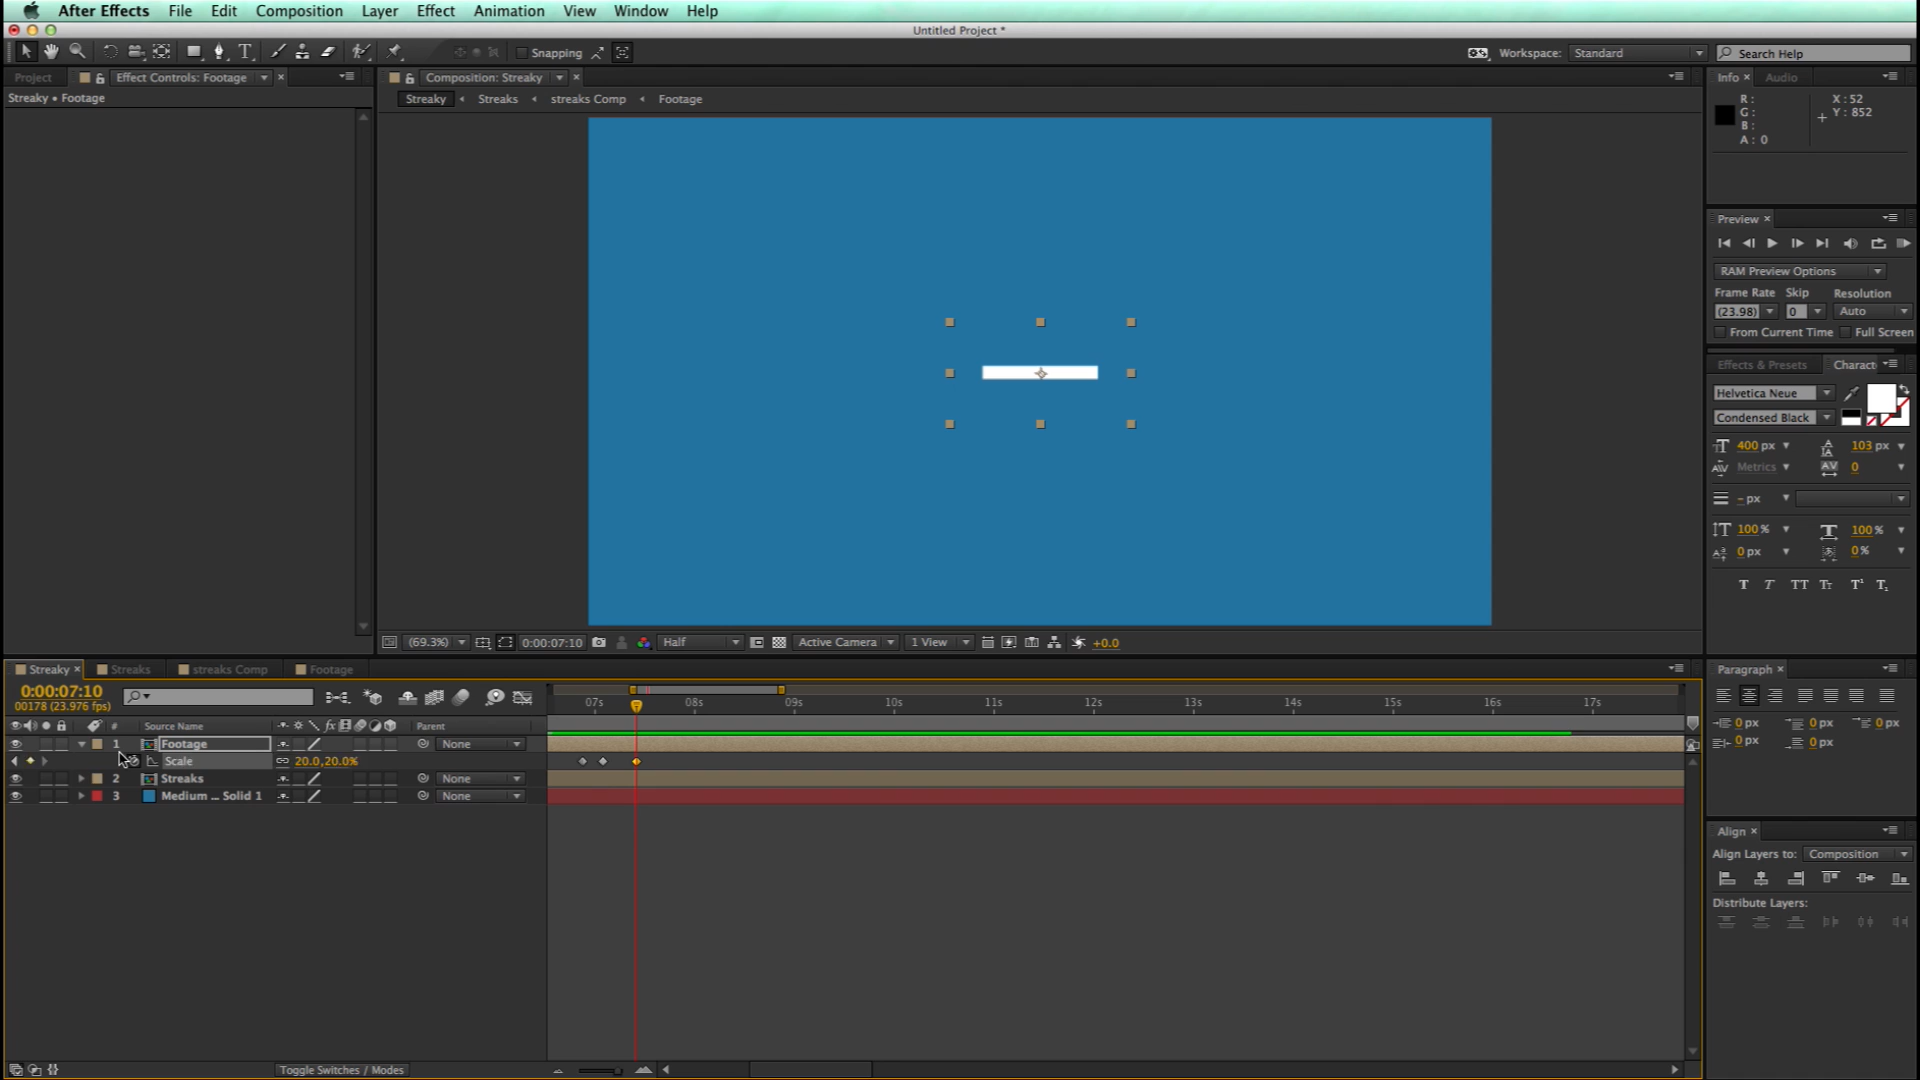 After Effects File Edit Composition Layer Effect Animation View Window Help
Untitled Project *
Snapping
Workspace: Standard
Search Help
Project Effect Controls: Footage
Composition: Streaky
Info Audio
Streaky • Footage
Streaky Streaks streaks Comp Footage
R :
G :
B :
A : 0
X : 52
Y : 852
Preview
RAM Preview Options
Frame Rate Skip Resolution
(23.98) 0 Auto
From Current Time Full Screen
Effects & Presets Charact
Helvetica Neue
Condensed Black
400 px 103 px
Metrics 0
- px
100 % 100 %
0 px 0 %
T T TT Tt T¹ T₁
(69.3%) 0:00:07:10 Half Active Camera 1 View +0.0
Streaky Streaks streaks Comp Footage
Paragraph
0:00:07:10
00178 (23.976 fps)
07s 08s 09s 10s 11s 12s 13s 14s 15s 16s 17s
# Source Name fx Parent
1 Footage None
Scale 20.0,20.0%
2 Streaks None
3 Medium ... Solid 1 None
0 px 0 px 0 px
0 px 0 px
Align
Align Layers to: Composition
Distribute Layers:
Toggle Switches / Modes